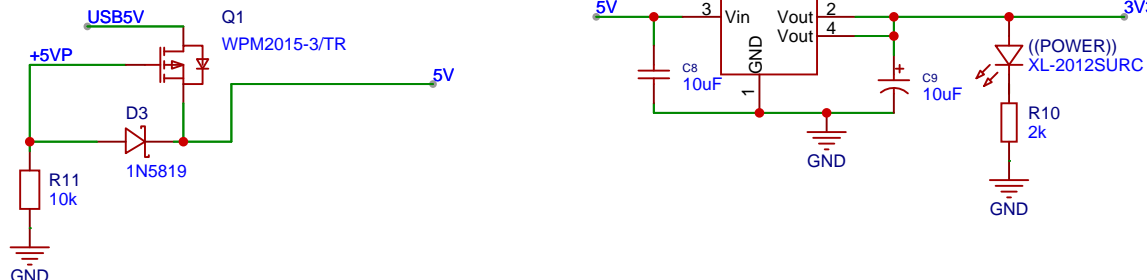 USB5V
Q1
WPM2015-3/TR
+5VP
5V
D3
1N5819
R11
10k
GND
5V
3
Vin
Vout
2
Vout
4
GND
1
C8
10uF
+
C9
10uF
GND
3V3
((POWER))
XL-2012SURC
R10
2k
GND